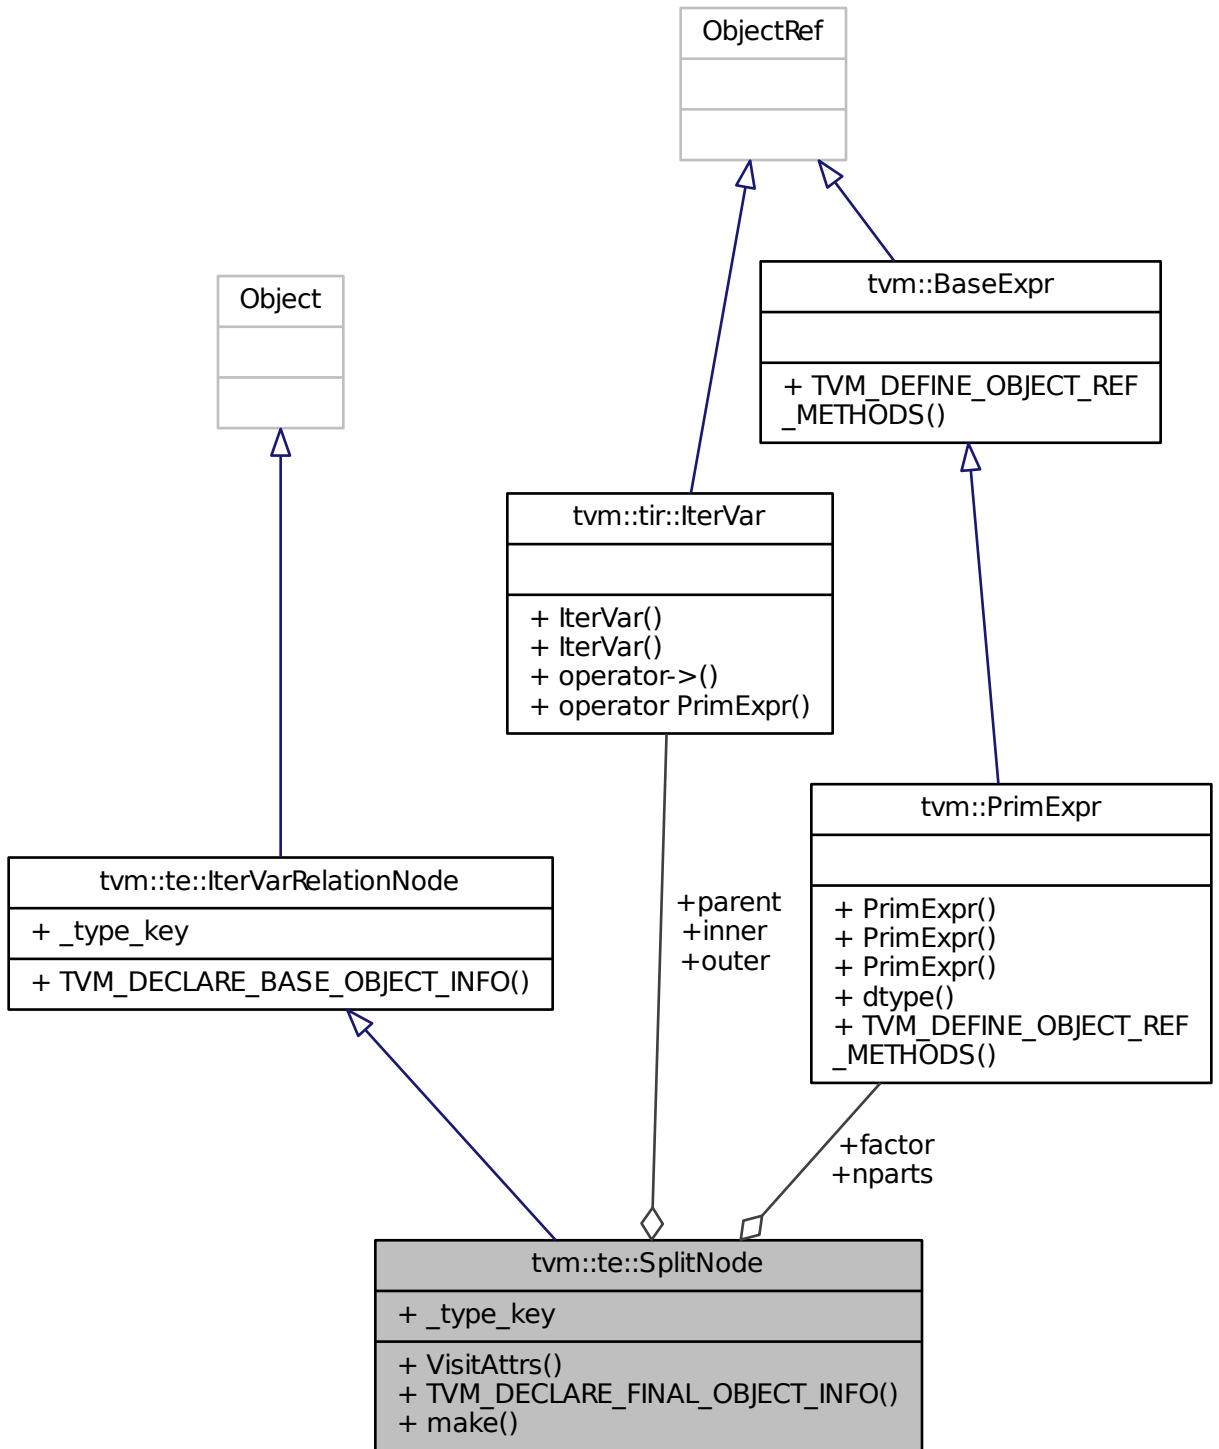 ObjectRef
Object
tvm::BaseExpr
+ TVM_DEFINE_OBJECT_REF
_METHODS()
tvm::tir::IterVar
+ IterVar()
+ IterVar()
+ operator->()
+ operator PrimExpr()
tvm::PrimExpr
+ PrimExpr()
+ PrimExpr()
+ PrimExpr()
+ dtype()
+ TVM_DEFINE_OBJECT_REF
_METHODS()
tvm::te::IterVarRelationNode
+ _type_key
+ TVM_DECLARE_BASE_OBJECT_INFO()
+parent
+inner
+outer
+factor
+nparts
tvm::te::SplitNode
+ _type_key
+ VisitAttrs()
+ TVM_DECLARE_FINAL_OBJECT_INFO()
+ make()